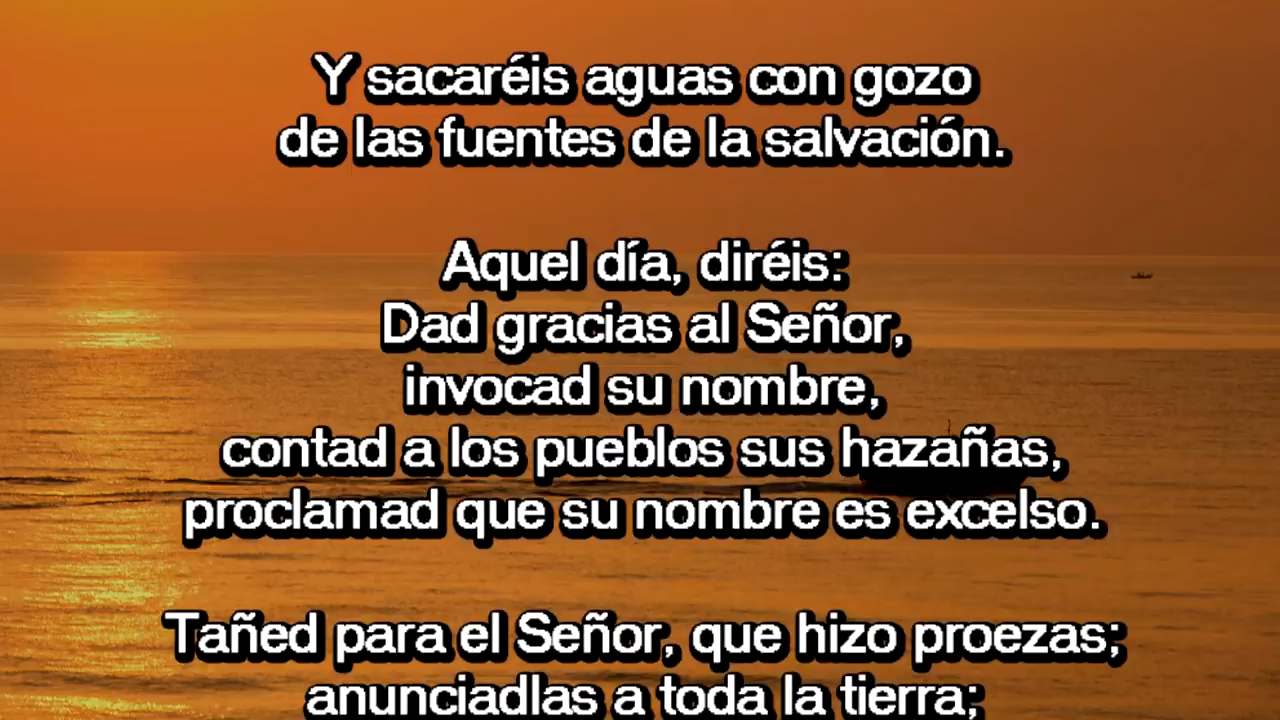 Y sacaréis aguas con gozo
de las fuentes de la salvación.
Aquel día, diréis:
Dad gracias al Señor,
invocad su nombre,
contad a los pueblos sus hazañas,
proclamad que su nombre es excelso.
Tañed para el Señor, que hizo proezas;
anunciadlas a toda la tierra;